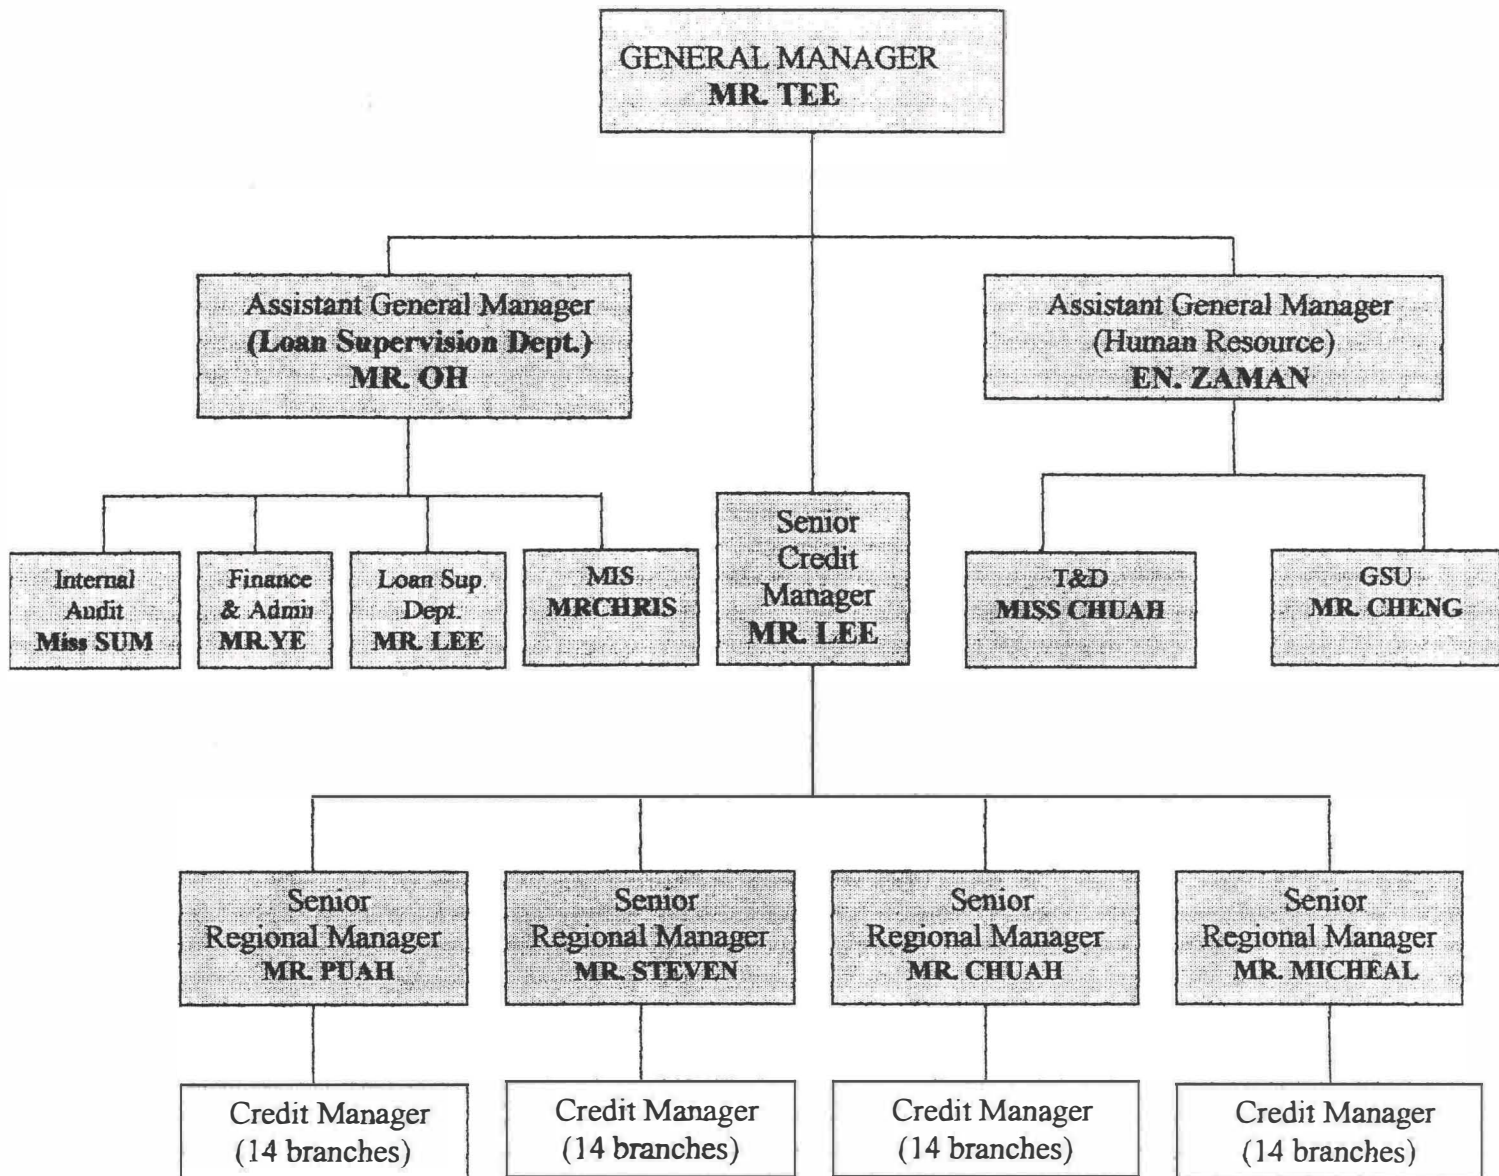 GENERAL MANAGER
MR. TEE
Assistant General Manager
(Loan Supervision Dept.)
MR. OH
Assistant General Manager
(Human Resource)
EN. ZAMAN
Internal
Audit
Miss SUM
Finance
& Admin
MR.YE
Loan Sup.
Dept.
MR. LEE
MIS
MRCHRIS
Senior
Credit
Manager
MR. LEE
T&D
MISS CHUAH
GSU
MR. CHENG
Senior
Regional Manager
MR. PUAH
Senior
Regional Manager
MR. STEVEN
Senior
Regional Manager
MR. CHUAH
Senior
Regional Manager
MR. MICHEAL
Credit Manager
(14 branches)
Credit Manager
(14 branches)
Credit Manager
(14 branches)
Credit Manager
(14 branches)